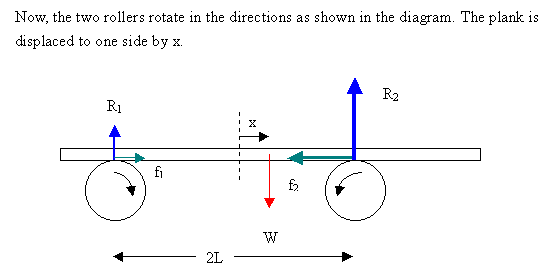 Now, the two rollers rotate in the directions as shown in the diagram. The plank is
displaced to one side by x.
R2
R1
x
f1
f2
W
2L